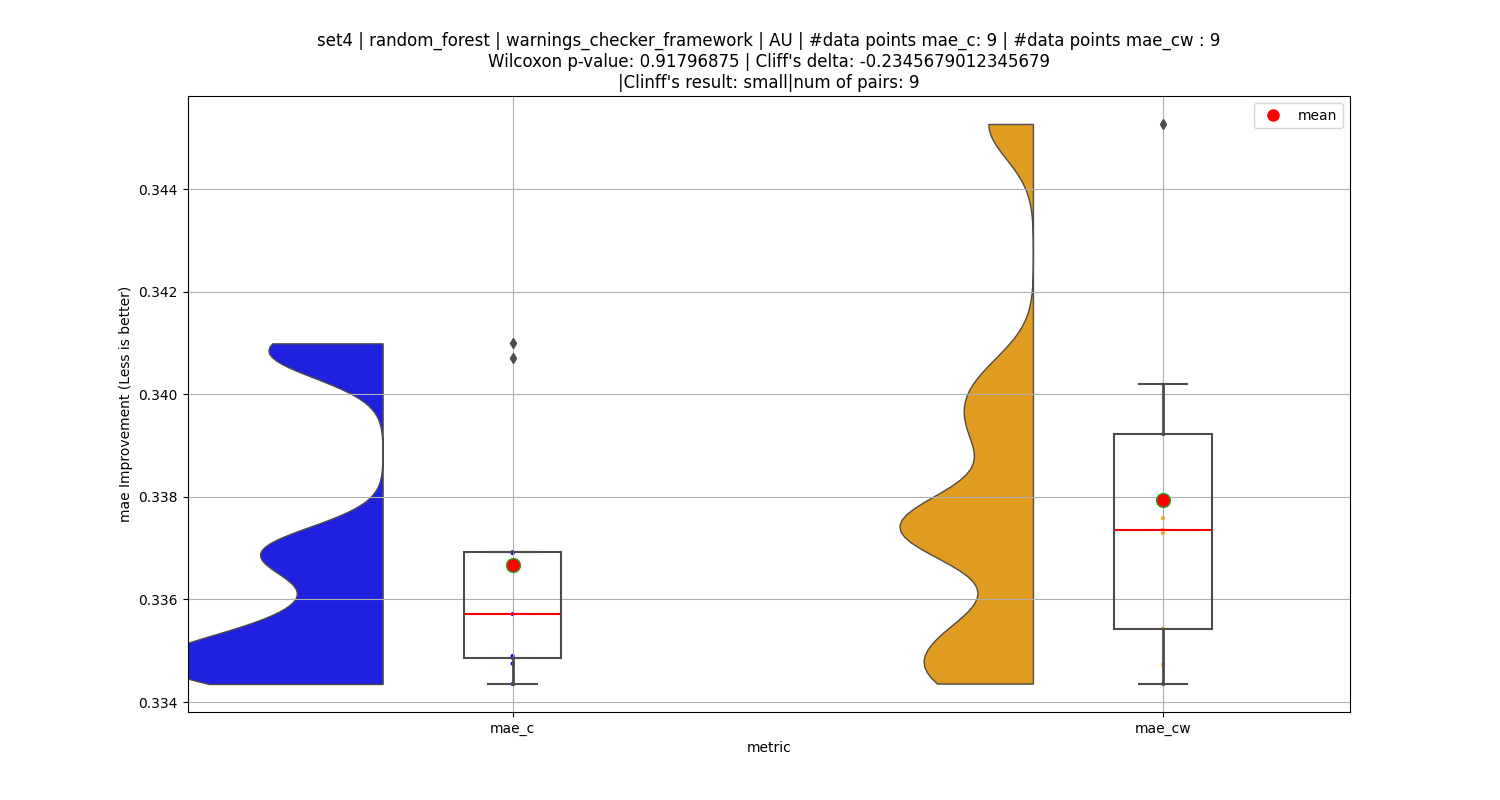 set4 | random_forest | warnings_checker_framework | AU | #data points mae_c: 9 | #data points mae_cw : 9
Wilcoxon p-value: 0.91796875 | Cliff's delta: -0.2345679012345679
|Clinff's result: small|num of pairs: 9
mean
mae Improvement (Less is better)
0.344
0.342
0.340
0.338
0.336
0.334
mae_c
mae_cw
metric